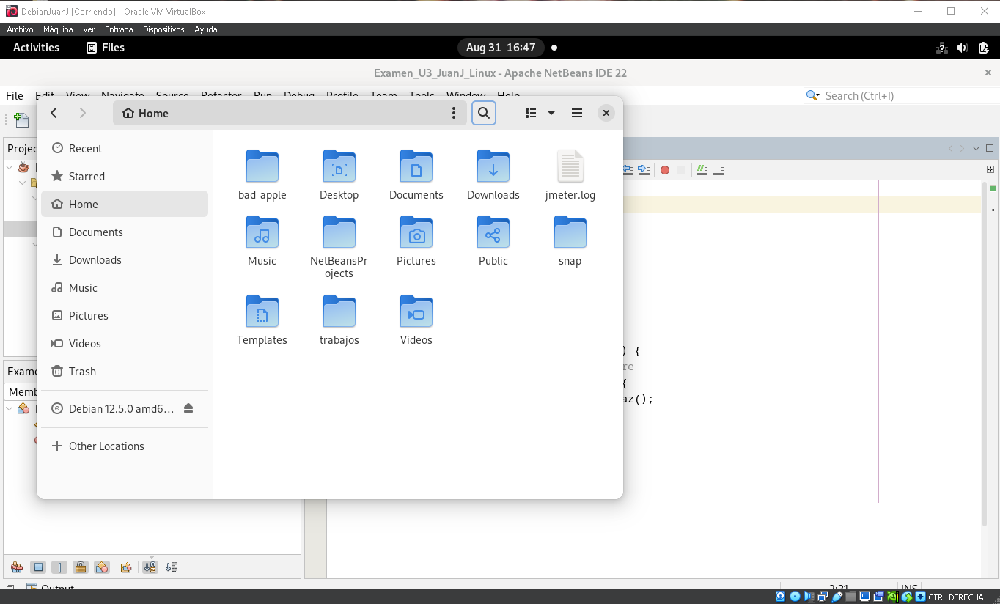 DebianJuanJ [Corriendo] - Oracle VM VirtualBox
Archivo Máquina Ver Entrada Dispositivos Ayuda
Activities Files Aug 31 16:47
Examen_U3_JuanJ_Linux - Apache NetBeans IDE 22
File Edit View Navigate Source Refactor Run Debug Profile Team Tools Window Help Search (Ctrl+I)
Home
Projec
Recent
Starred
Home
Documents
Downloads
Music
Pictures
Videos
Trash
Debian 12.5.0 amd6...
Other Locations
bad-apple Desktop Documents Downloads jmeter.log
Music NetBeansPr
ojects Pictures Public snap
Templates trabajos Videos
) {
re
{
az();
Exame
Memb
Output 2:31 INS
CTRL DERECHA